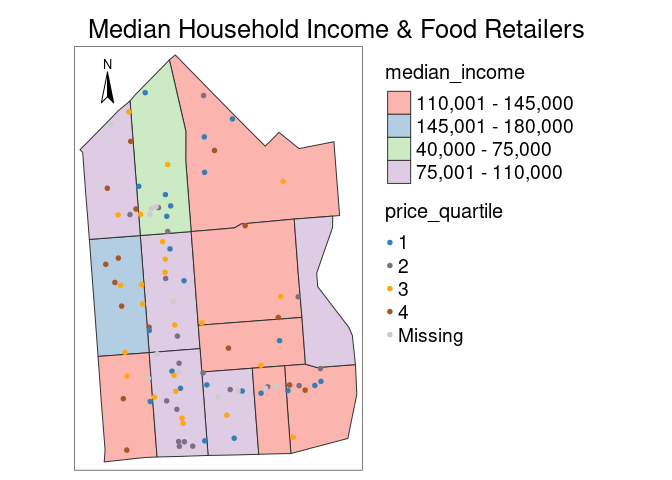 Median Household Income & Food Retailers
N
median_income
110,001 - 145,000
145,001 - 180,000
40,000 - 75,000
75,001 - 110,000
price_quartile
1
2
3
4
Missing